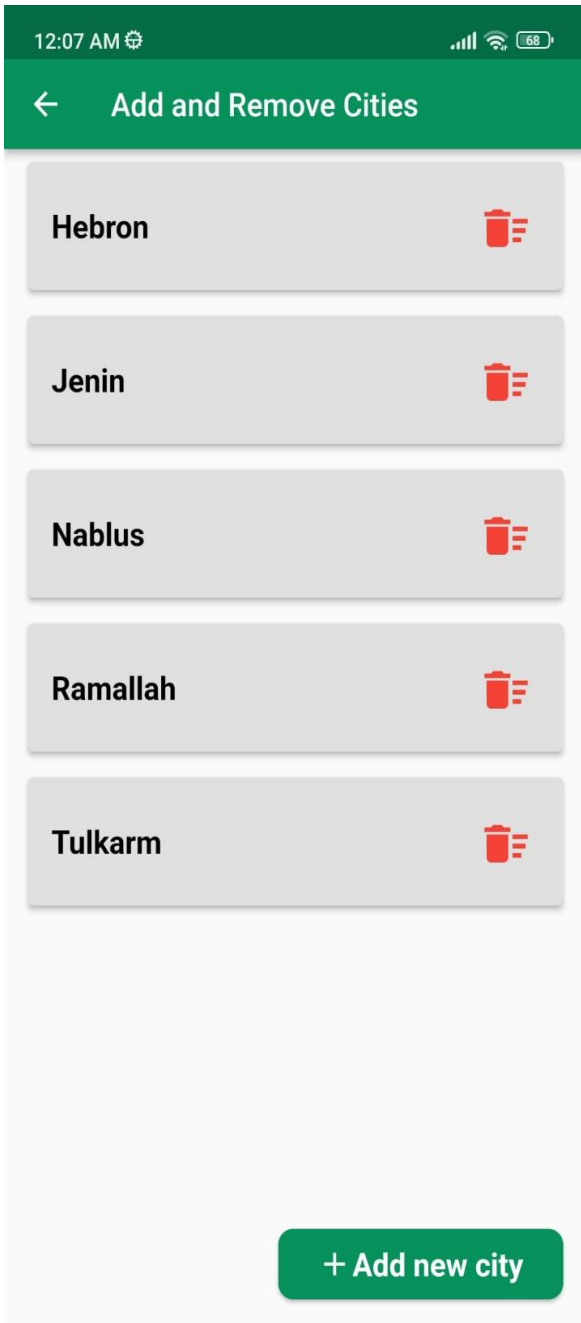 12:07 AM 68
Add and Remove Cities
Hebron
Jenin
Nablus
Ramallah
Tulkarm
+ Add new city